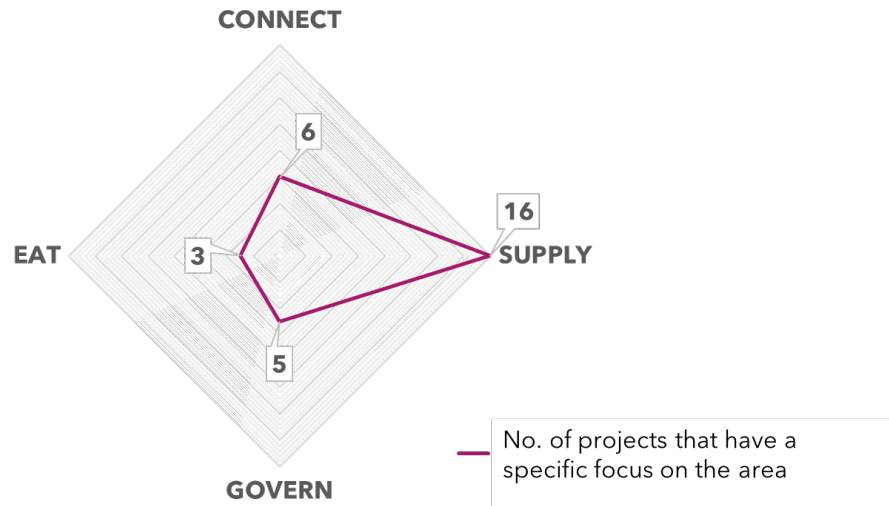 CONNECT
6
16
EAT
3
SUPPLY
5
No. of projects that have a
specific focus on the area
GOVERN